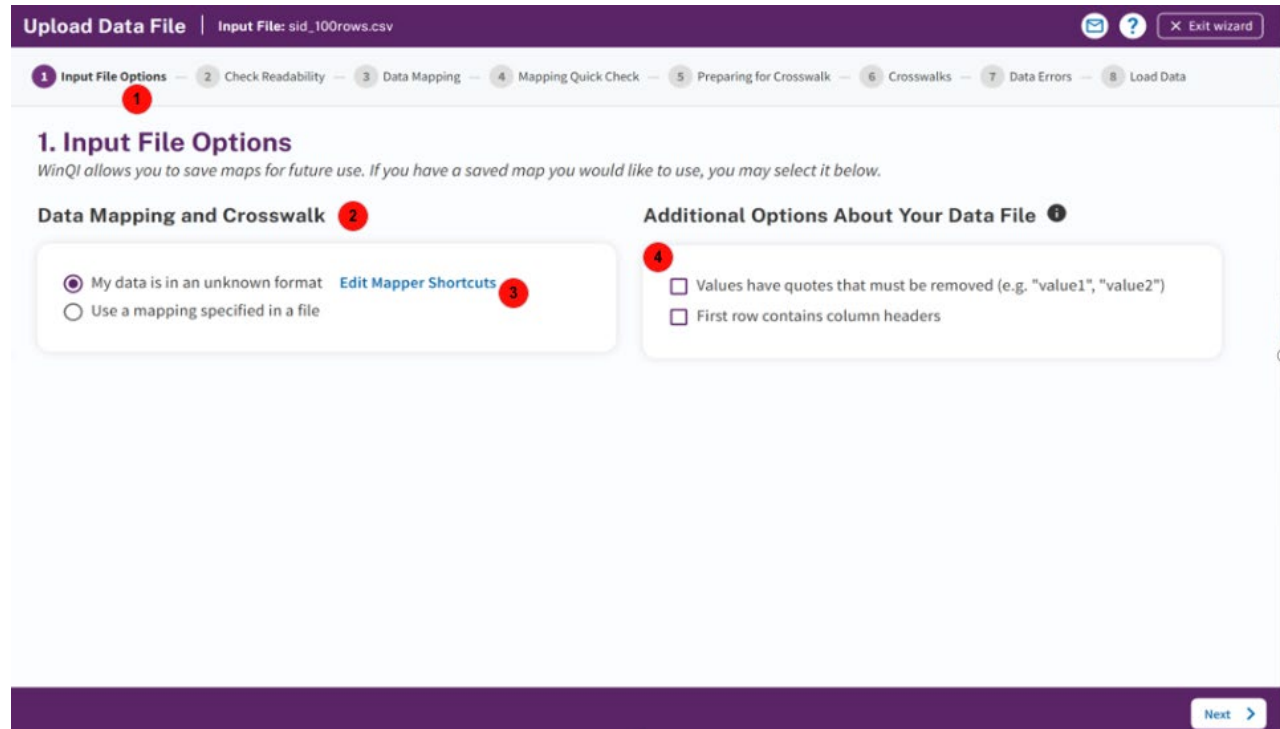 Upload Data File | Input File: sid_100rows.csv ? X Exit wizard
1 Input File Options — 2 Check Readability — 3 Data Mapping — 4 Mapping Quick Check — 5 Preparing for Crosswalk — 6 Crosswalks — 7 Data Errors — 8 Load Data
1
1. Input File Options
WinQI allows you to save maps for future use. If you have a saved map you would like to use, you may select it below.
Data Mapping and Crosswalk 2
My data is in an unknown format Edit Mapper Shortcuts 3
Use a mapping specified in a file
Additional Options About Your Data File i
4
Values have quotes that must be removed (e.g. "value1", "value2")
First row contains column headers
Next >